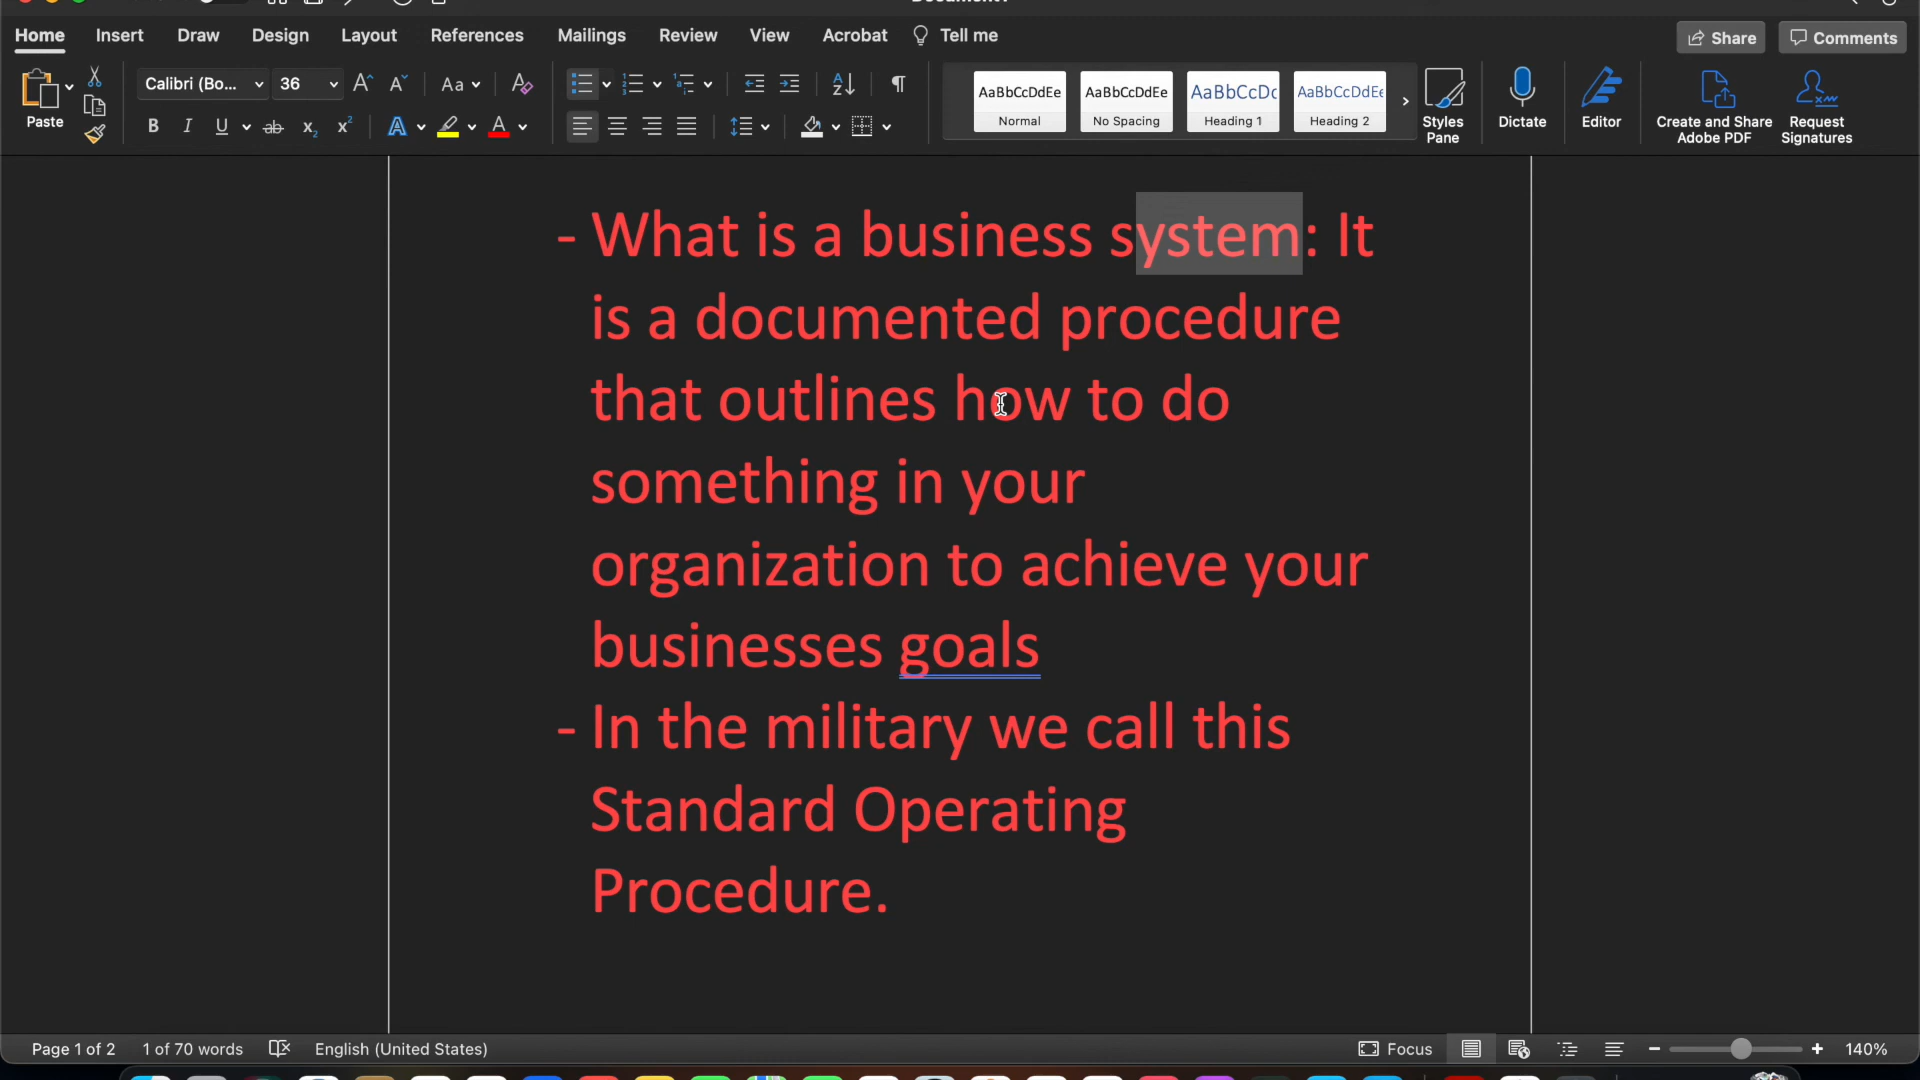 Home Insert Draw Design Layout References Mailings Review View Acrobat Tell me Share Comments
Calibri (Bo... 36 Aa
Paste
B I U ab x₂ x² A A
AaBbCcDdEe AaBbCcDdEe AaBbCcDc AaBbCcDdEe
Normal No Spacing Heading 1 Heading 2
Styles Pane
Dictate
Editor
Create and Share Adobe PDF
Request Signatures
- What is a business system: It
is a documented procedure
that outlines how to do
something in your
organization to achieve your
businesses goals
- In the military we call this
Standard Operating
Procedure.
Page 1 of 2 1 of 70 words English (United States) Focus 140%